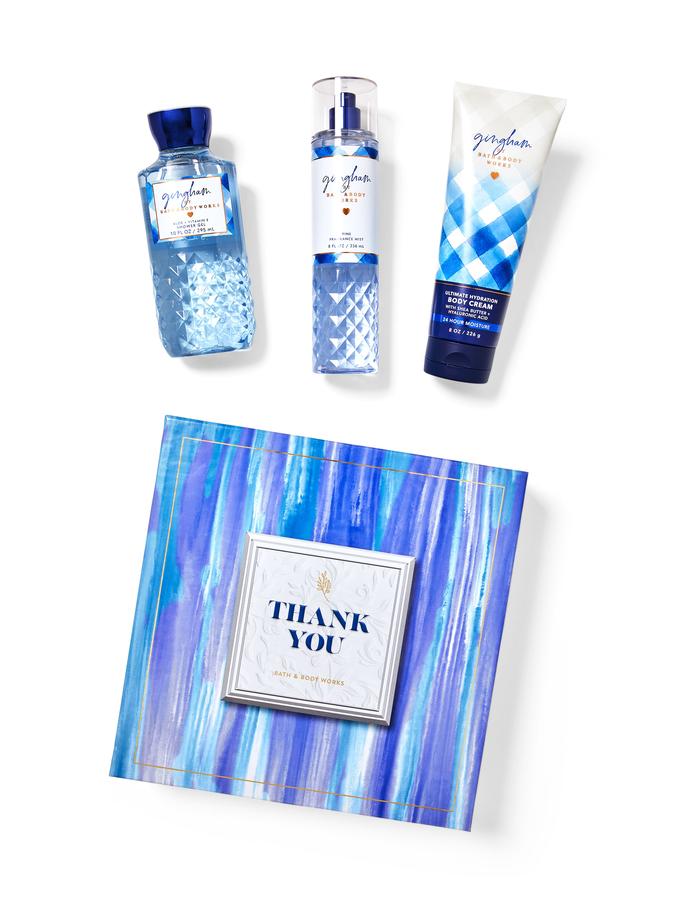 gingham
BATH & BODY WORKS
ALOE + VITAMIN E
SHOWER GEL
10 FL OZ / 295 mL
gingham
BATH & BODY
WORKS
FINE
FRAGRANCE MIST
8 FL OZ / 236 mL
gingham
BATH & BODY
WORKS
ULTIMATE HYDRATION
BODY CREAM
WITH SHEA BUTTER +
HYALURONIC ACID
24 HOUR MOISTURE
8 OZ / 226 g
THANK
YOU
BATH & BODY WORKS